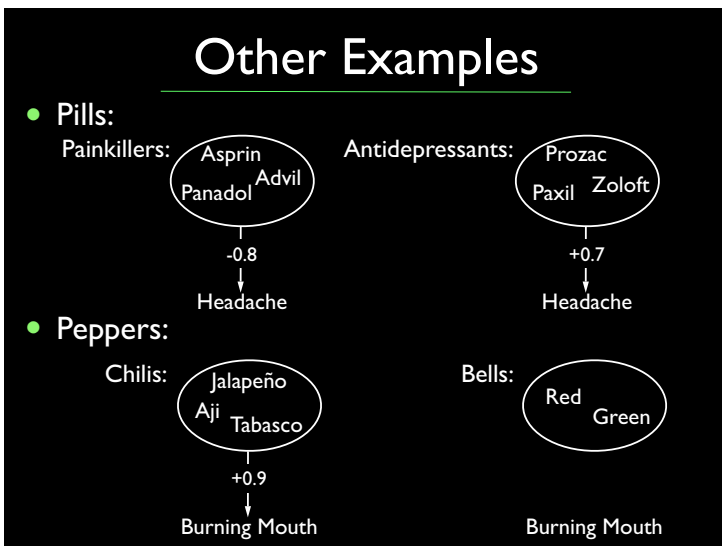 Other Examples
• Pills:
Painkillers: Asprin Advil Panadol
Antidepressants: Prozac Zoloft Paxil
-0.8
+0.7
Headache
Headache
• Peppers:
Chilis: Jalapeño Aji Tabasco
Bells: Red Green
+0.9
Burning Mouth
Burning Mouth